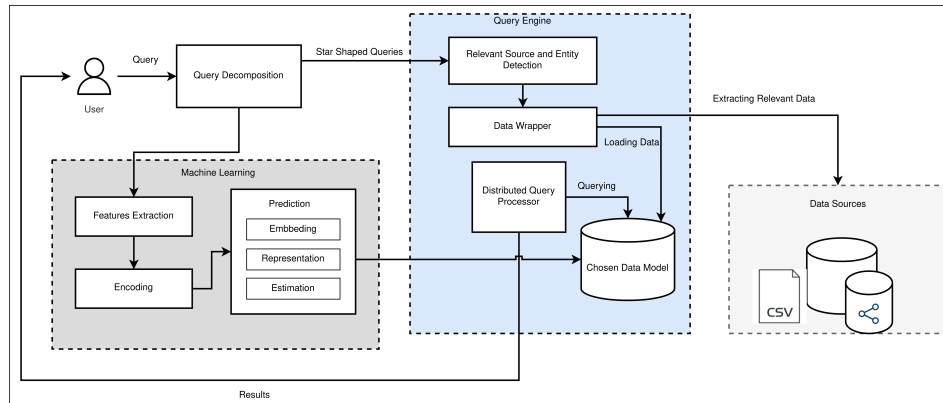 Query Engine
Star Shaped Queries
Relevant Source and Entity
Detection
Query
Query Decomposition
User
Extracting Relevant Data
Data Wrapper
Loading Data
Machine Learning
Distributed Query
Processor
Querying
Features Extraction
Prediction
Data Sources
Embbeding
Representation
Chosen Data Model
Encoding
Estimation
CSV
Results